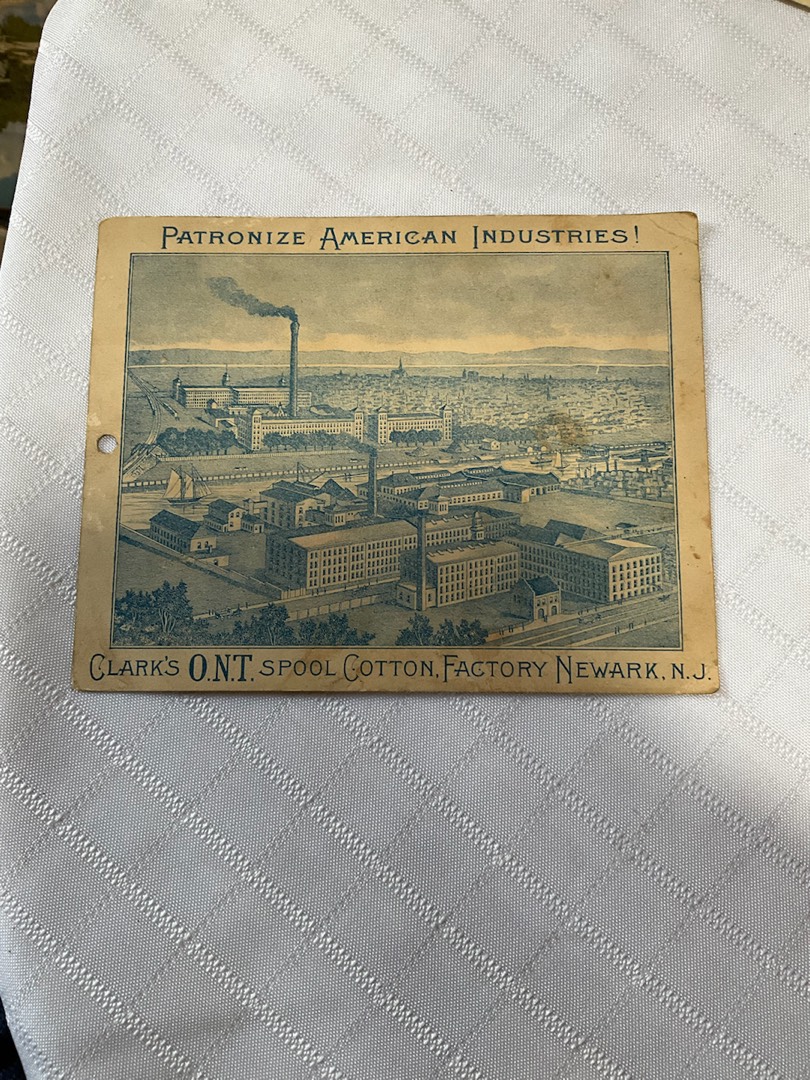 PATRONIZE AMERICAN INDUSTRIES!
CLARK'S O.N.T. SPOOL COTTON, FACTORY NEWARK, N.J.